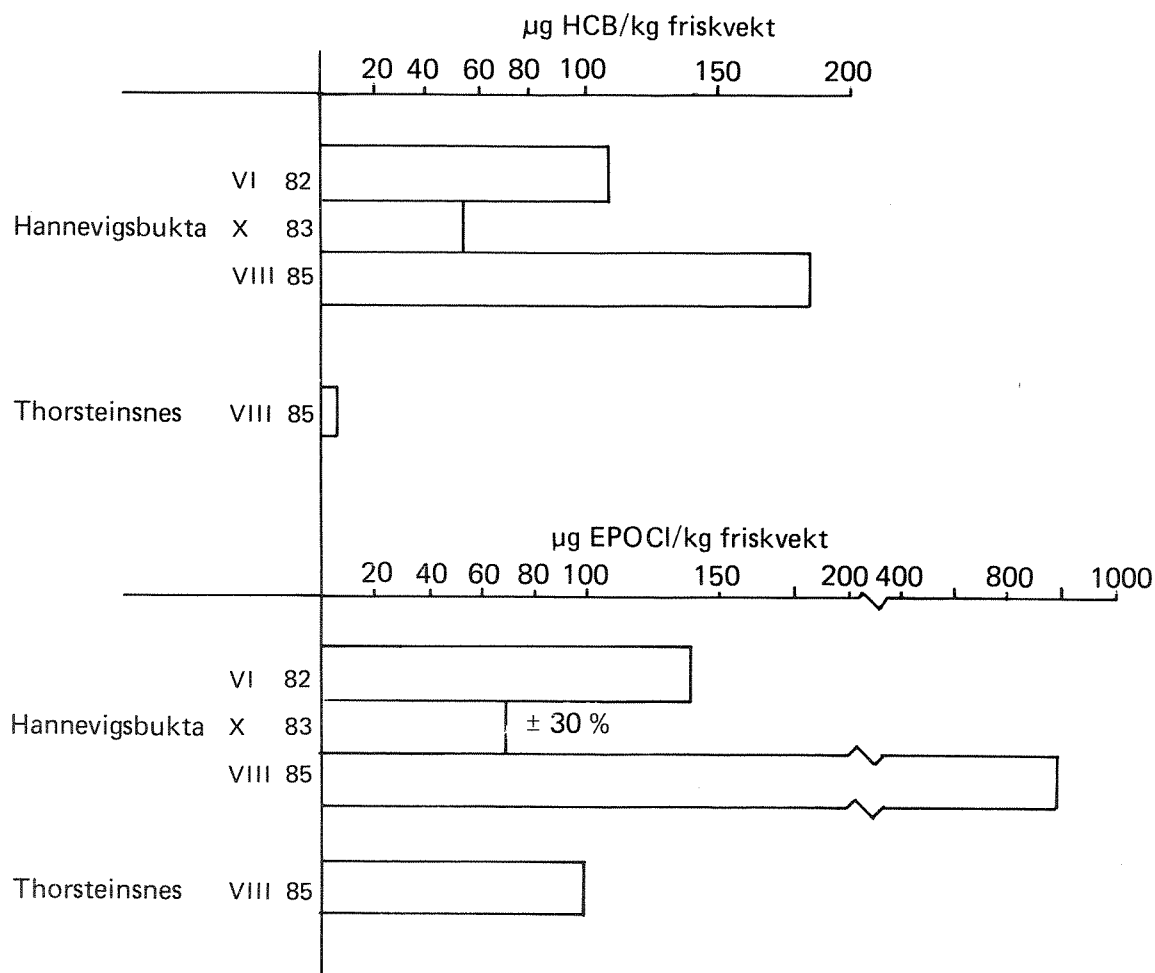 µg HCB/kg friskvekt
20 40 60 80 100 150 200
VI 82
Hannevigsbukta X 83
VIII 85
Thorsteinsnes VIII 85
µg EPOCl/kg friskvekt
20 40 60 80 100 150 200 400 800 1000
VI 82
Hannevigsbukta X 83 ± 30 %
VIII 85
Thorsteinsnes VIII 85